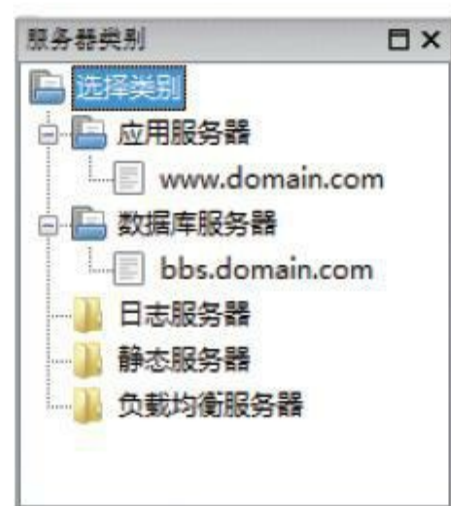 服务器类别
选择类别
应用服务器
www.domain.com
数据库服务器
bbs.domain.com
日志服务器
静态服务器
负载均衡服务器